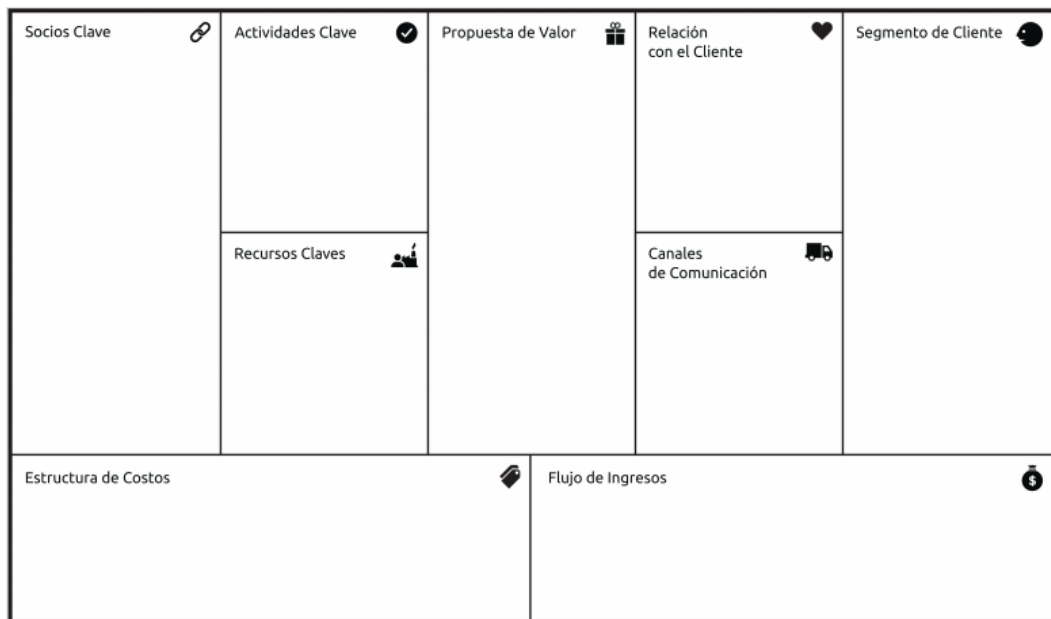 Socios Clave
Actividades Clave
Propuesta de Valor
Relación
con el Cliente
Segmento de Cliente
Recursos Claves
Canales
de Comunicación
Estructura de Costos
Flujo de Ingresos
$